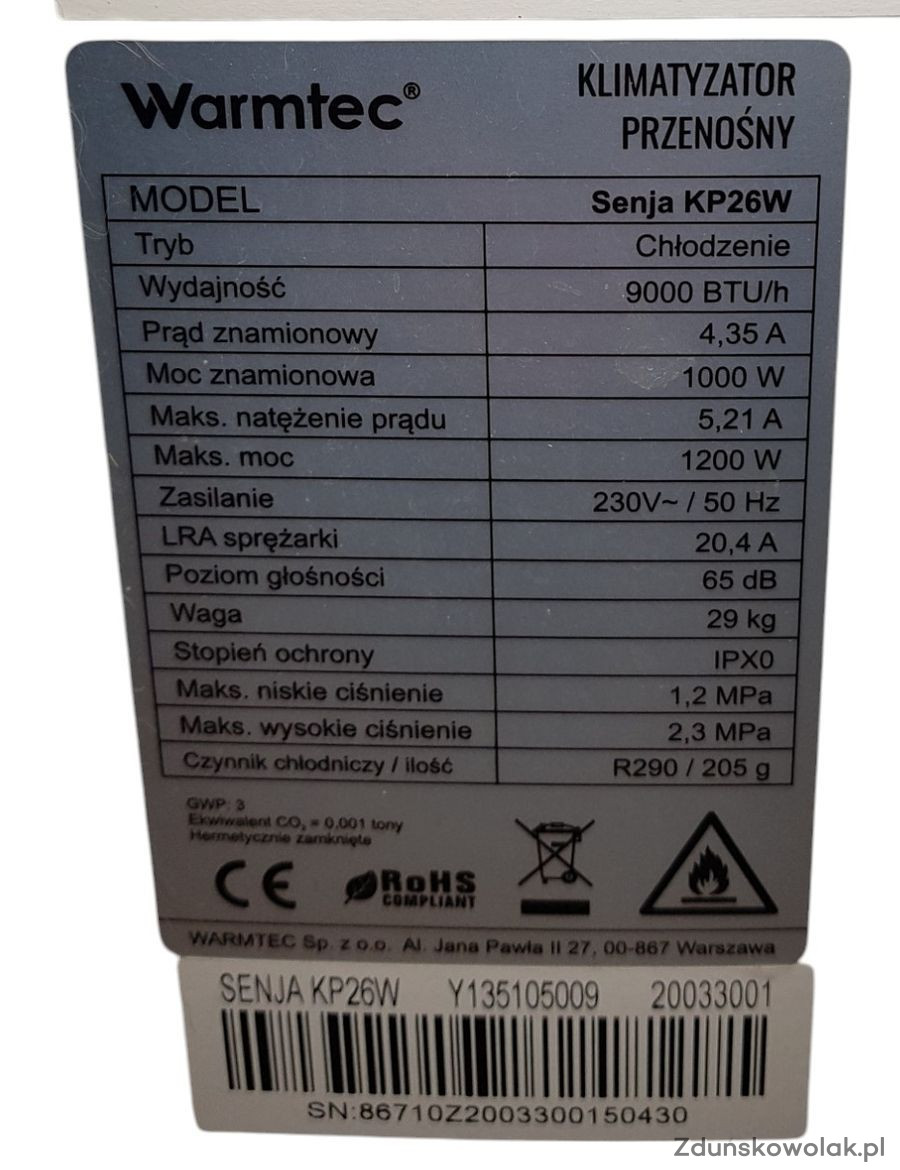 Warmtec®
KLIMATYZATOR
PRZENOŚNY
MODEL Senja KP26W
Tryb Chłodzenie
Wydajność 9000 BTU/h
Prąd znamionowy 4,35 A
Moc znamionowa 1000 W
Maks. natężenie prądu 5,21 A
Maks. moc 1200 W
Zasilanie 230V~ / 50 Hz
LRA sprężarki 20,4 A
Poziom głośności 65 dB
Waga 29 kg
Stopień ochrony IPX0
Maks. niskie ciśnienie 1,2 MPa
Maks. wysokie ciśnienie 2,3 MPa
Czynnik chłodniczy / ilość R290 / 205 g
GWP: 3
Ekwiwalent CO₂ = 0,001 tony
Hermetycznie zamknięte
CE RoHS
COMPLIANT
WARMTEC Sp. z o.o. Al. Jana Pawła II 27, 00-867 Warszawa
SENJA KP26W Y135105009 20033001
SN:86710Z2003300150430
Zdunskowolak.pl